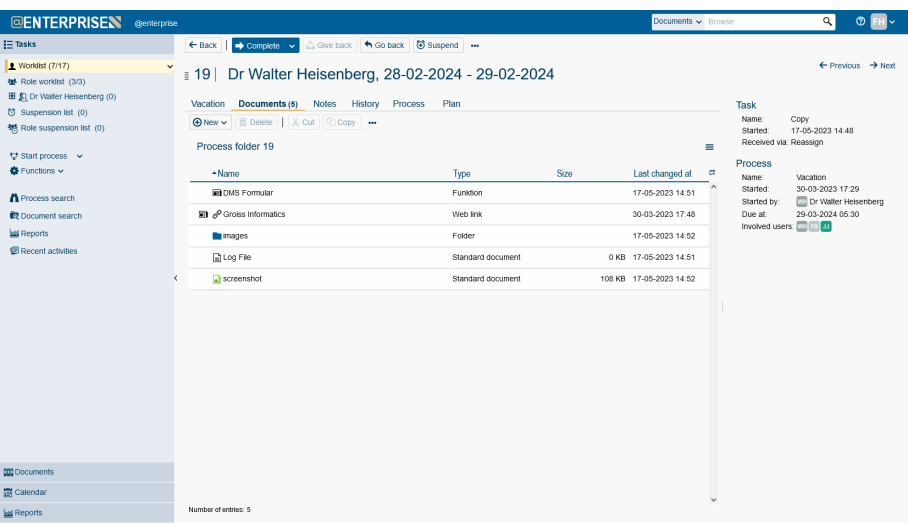 @ENTERPRISE @enterprise Documents Browse FH
Tasks
Worklist (7/17)
Role worklist (3/3)
Dr Walter Heisenberg (0)
Suspension list (0)
Role suspension list (0)
Start process
Functions
Process search
Document search
Reports
Recent activities
Documents
Calendar
Reports
Back Complete Give back Go back Suspend
19 | Dr Walter Heisenberg, 28-02-2024 - 29-02-2024
Vacation Documents (5) Notes History Process Plan
New Delete Cut Copy
Process folder 19
Name Type Size Last changed at
DMS Formular Funktion 17-05-2023 14:51
Groiss Informatics Web link 30-03-2023 17:48
images Folder 17-05-2023 14:52
Log File Standard document 0 KB 17-05-2023 14:51
screenshot Standard document 108 KB 17-05-2023 14:52
Number of entries: 5
Previous Next
Task
Name: Copy
Started: 17-05-2023 14:48
Received via: Reassign
Process
Name: Vacation
Started: 30-03-2023 17:29
Started by: WH Dr Walter Heisenberg
Due at: 29-03-2024 05:30
Involved users: WH FH JJ